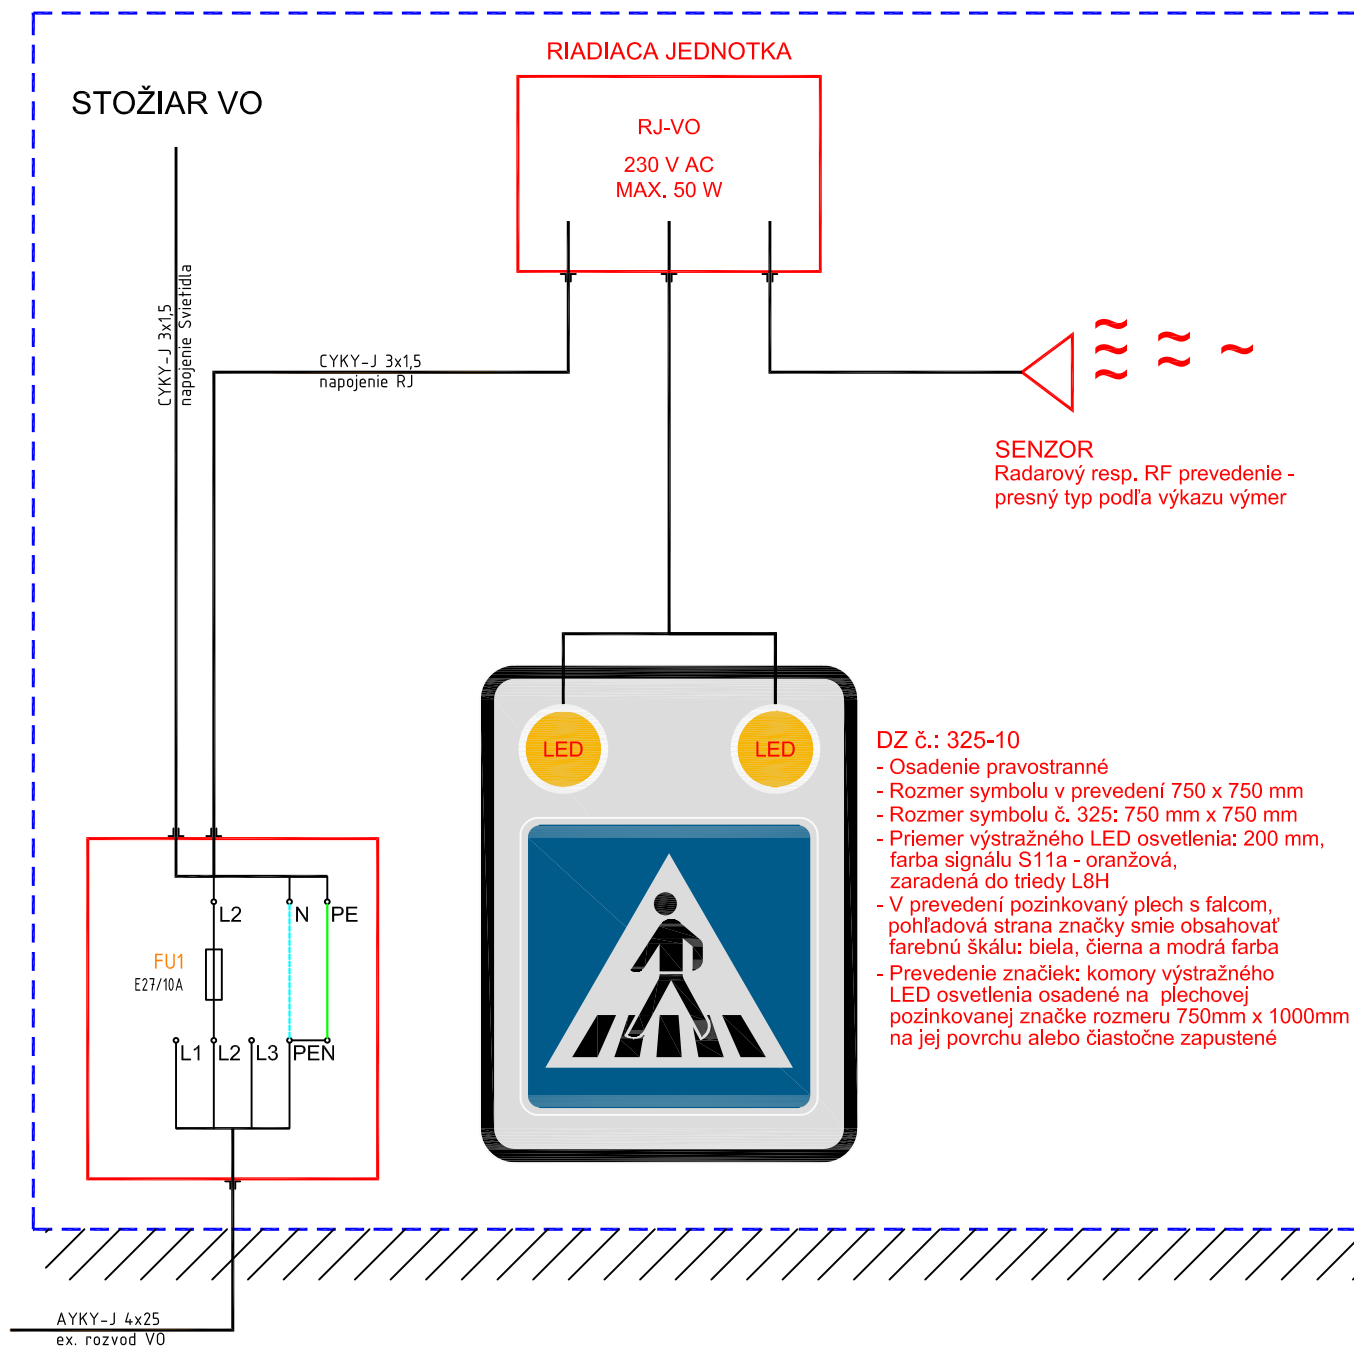 RIADIACA JEDNOTKA
STOŽIAR VO
RJ-VO
230 V AC
MAX. 50 W
CYKY-J 3x1,5
napojenie Svietidla
CYKY-J 3x1,5
napojenie RJ
SENZOR
Radarový resp. RF prevedenie -
presný typ podľa výkazu výmer
LED
LED
DZ č.: 325-10
- Osadenie pravostranné
- Rozmer symbolu v prevedení 750 x 750 mm
- Rozmer symbolu č. 325: 750 mm x 750 mm
- Priemer výstražného LED osvetlenia: 200 mm,
farba signálu S11a - oranžová,
zaradená do triedy L8H
- V prevedení pozinkovaný plech s falcom,
pohľadová strana značky smie obsahovať
farebnú škálu: biela, čierna a modrá farba
- Prevedenie značiek: komory výstražného
LED osvetlenia osadené na plechovej
pozinkovanej značke rozmeru 750mm x 1000mm
na jej povrchu alebo čiastočne zapustené
L2 N PE
FU1
E27/10A
L1 L2 L3 PEN
AYKY-J 4x25
ex. rozvod VO